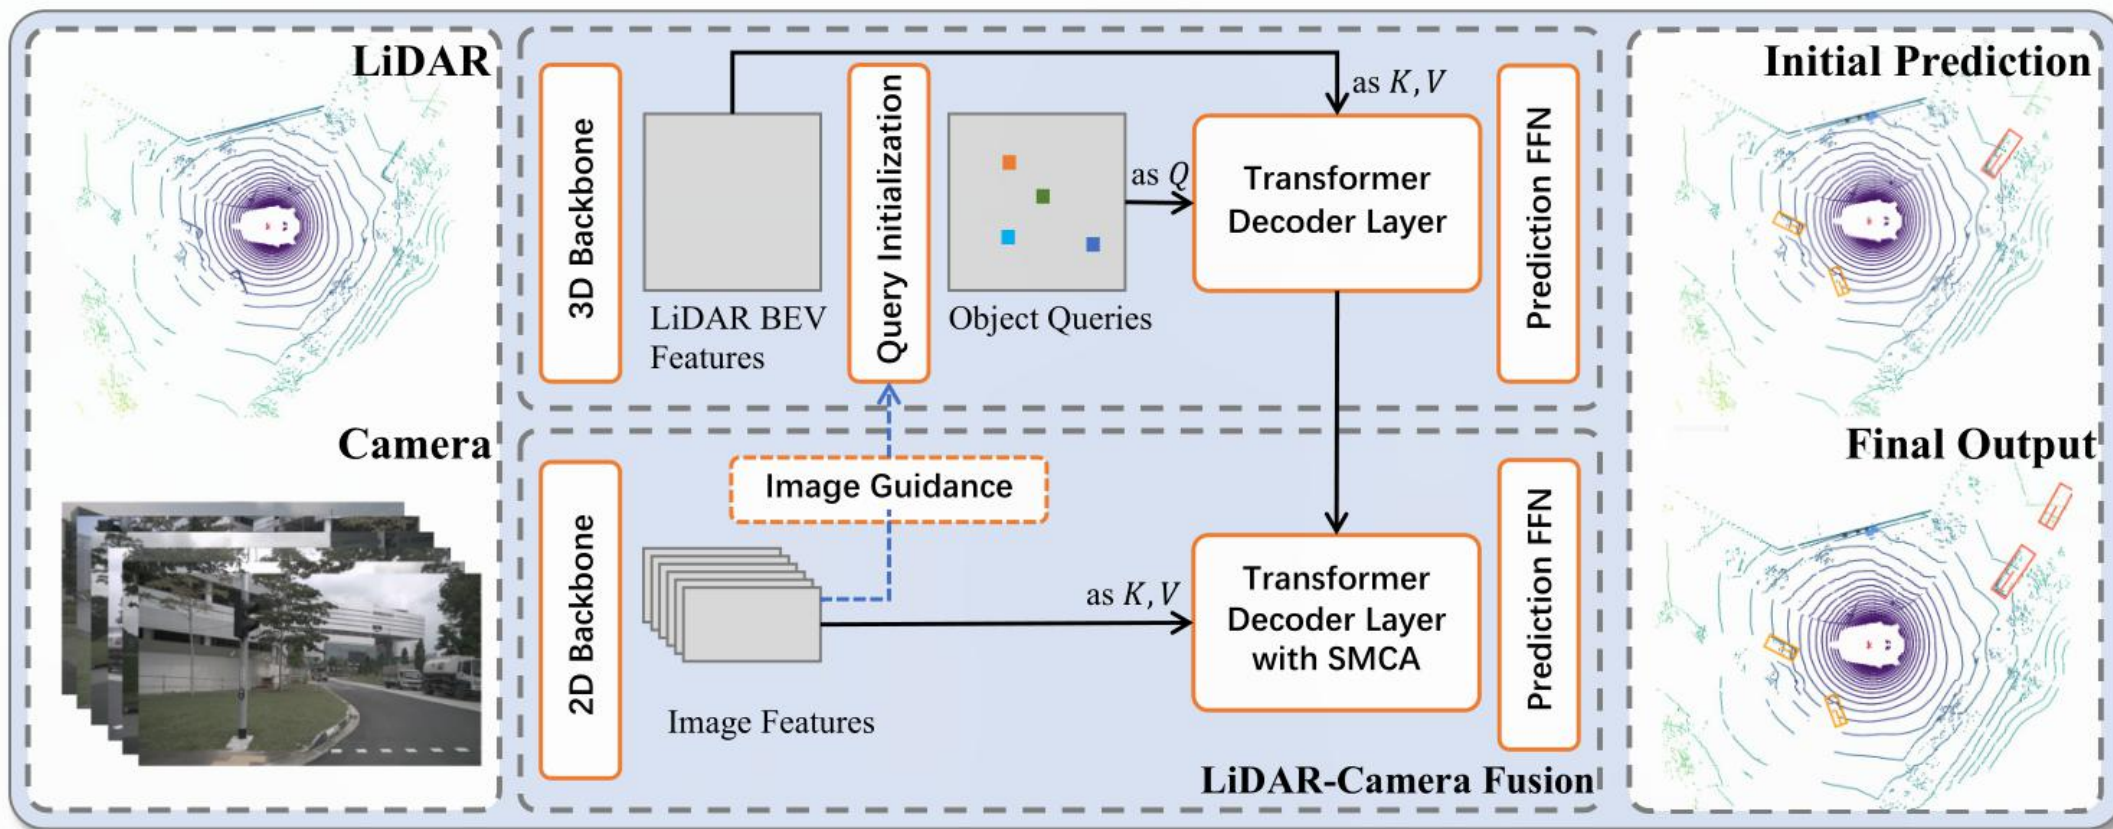 LiDAR
Camera
3D Backbone
LiDAR BEV
Features
Query Initialization
Object Queries
as Q
as K, V
Transformer
Decoder Layer
Prediction FFN
2D Backbone
Image Guidance
Image Features
as K, V
Transformer
Decoder Layer
with SMCA
Prediction FFN
LiDAR-Camera Fusion
Initial Prediction
Final Output